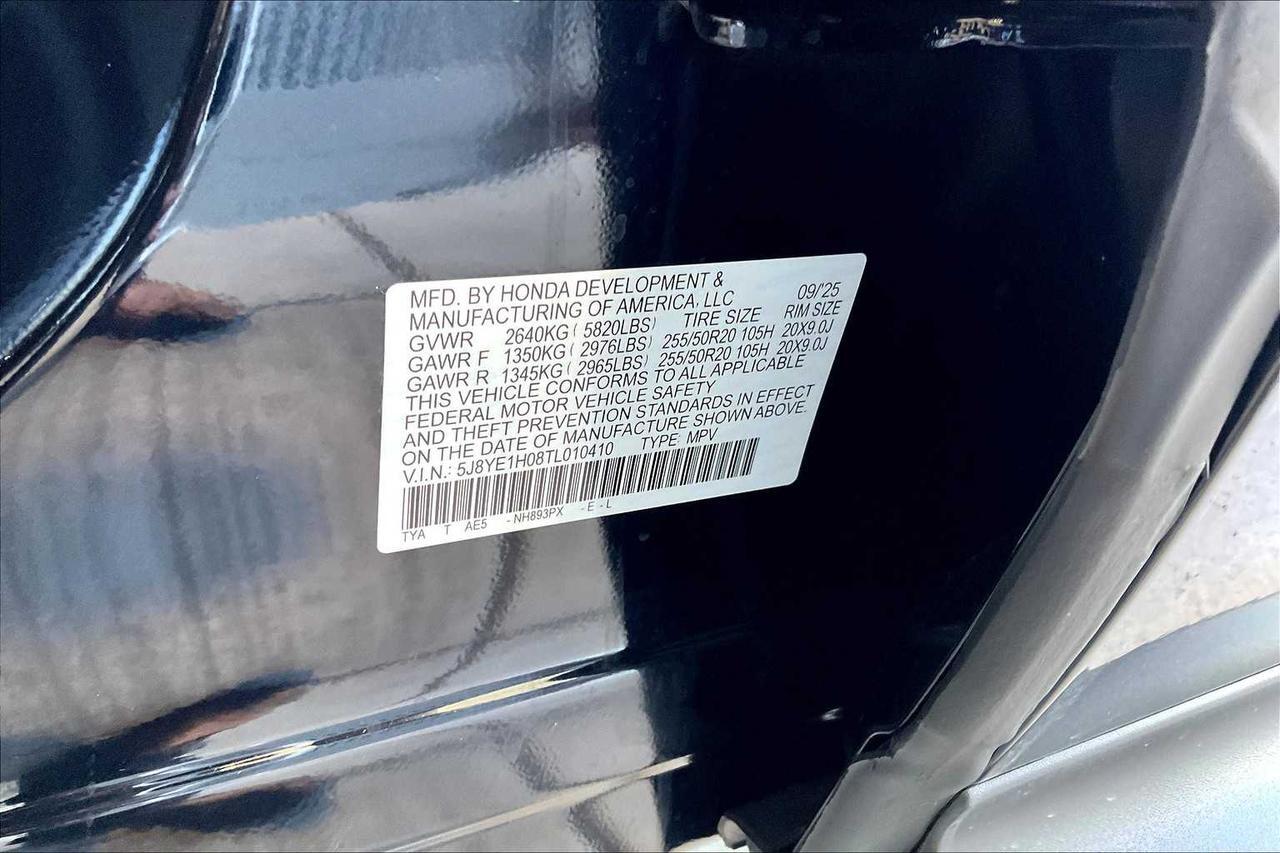 MFD. BY HONDA DEVELOPMENT & 09/'25
MANUFACTURING OF AMERICA, LLC
GVWR 2640KG ( 5820LBS) TIRE SIZE RIM SIZE
GAWR F 1350KG ( 2976LBS) 255/50R20 105H 20X9.0J
GAWR R 1345KG ( 2965LBS) 255/50R20 105H 20X9.0J
THIS VEHICLE CONFORMS TO ALL APPLICABLE
FEDERAL MOTOR VEHICLE SAFETY
AND THEFT PREVENTION STANDARDS IN EFFECT
ON THE DATE OF MANUFACTURE SHOWN ABOVE.
V.I.N.: 5J8YE1H08TL010410 TYPE: MPV
TYA T AE5 - NH893PX - E - L